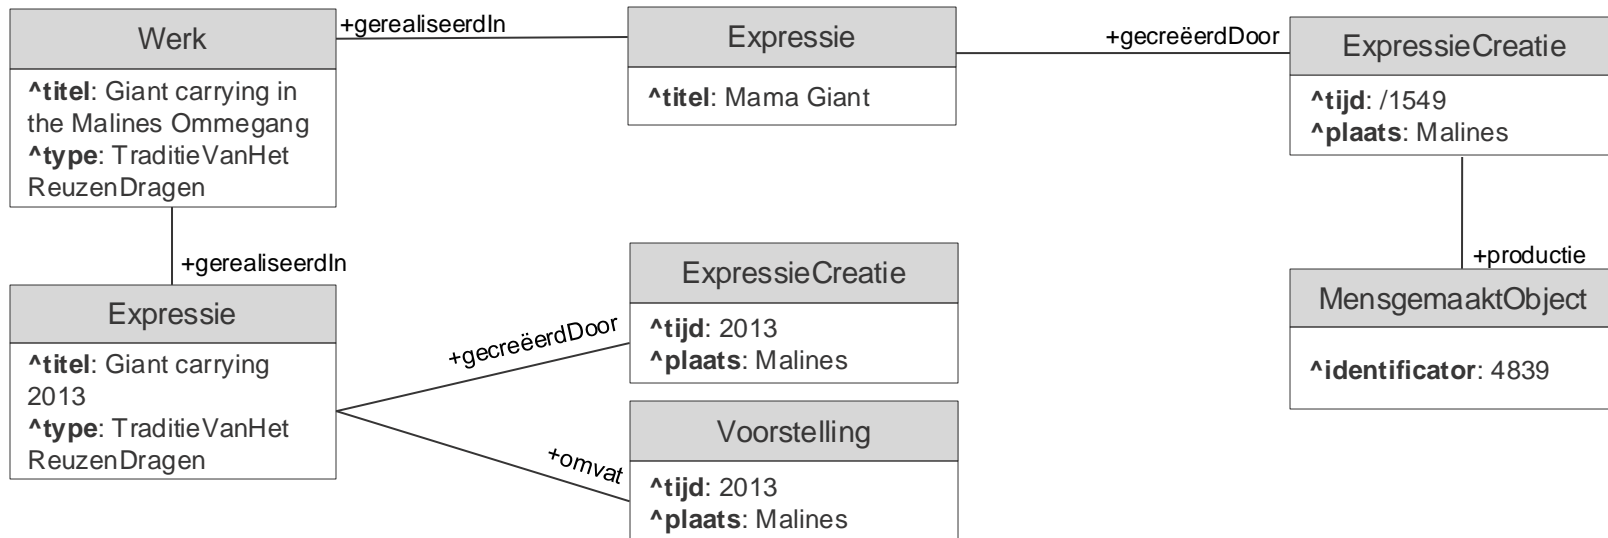 Werk
^titel: Giant carrying in
the Malines Ommegang
^type: TraditieVanHet
ReuzenDragen
+gerealiseerdIn
Expressie
^titel: Mama Giant
+gecreëerdDoor
ExpressieCreatie
^tijd: /1549
^plaats: Malines
+productie
MensgemaaktObject
^identificator: 4839
+gerealiseerdIn
Expressie
^titel: Giant carrying
2013
^type: TraditieVanHet
ReuzenDragen
+gecreëerdDoor
ExpressieCreatie
^tijd: 2013
^plaats: Malines
+omvat
Voorstelling
^tijd: 2013
^plaats: Malines